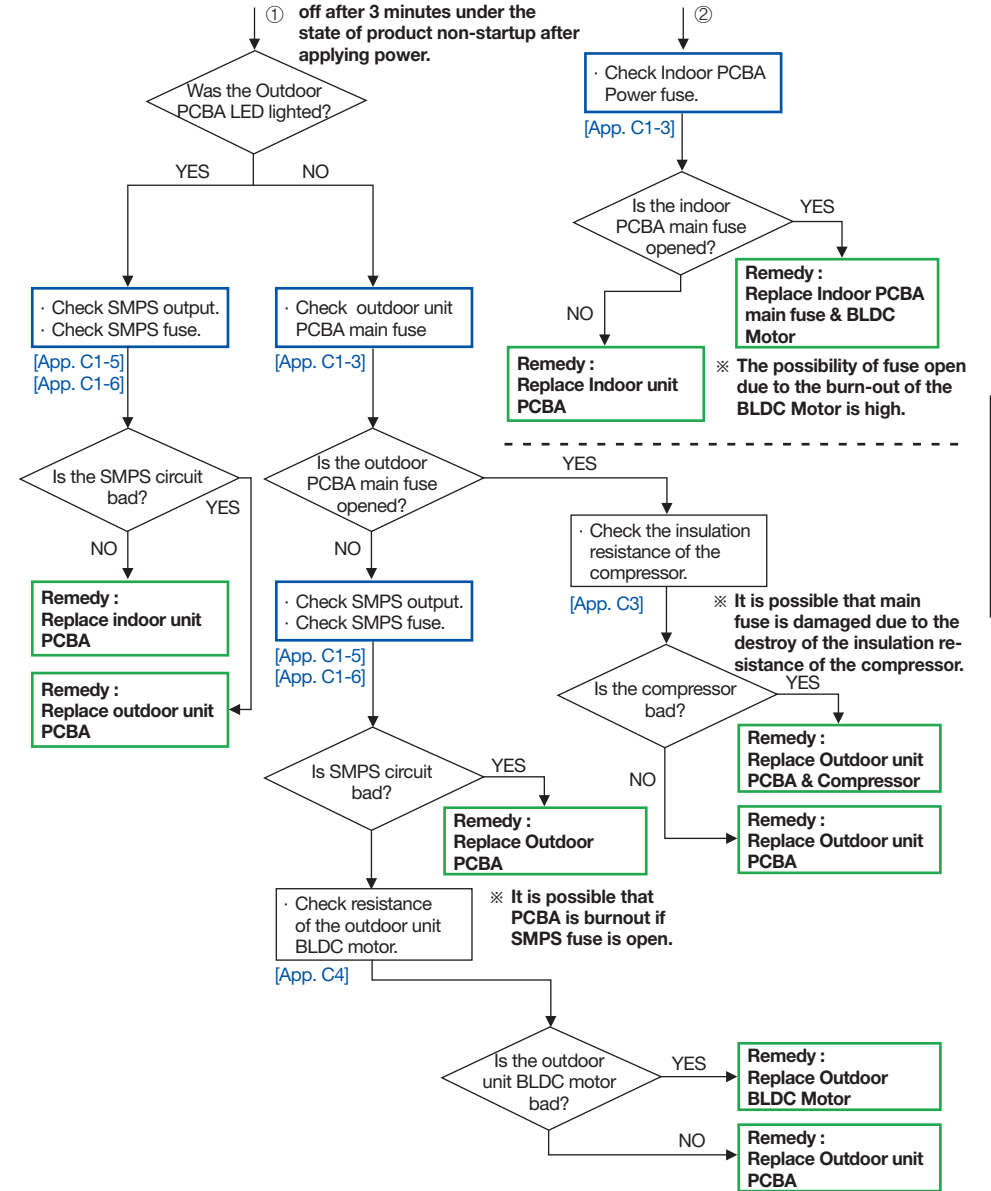 ①
off after 3 minutes under the
state of product non-startup after
applying power.
②
Was the Outdoor
PCBA LED lighted?
YES
NO
· Check Indoor PCBA
Power fuse.
[App. C1-3]
Is the indoor
PCBA main fuse
opened?
YES
NO
Remedy :
Replace Indoor PCBA
main fuse & BLDC
Motor
Remedy :
Replace Indoor unit
PCBA
※ The possibility of fuse open
due to the burn-out of the
BLDC Motor is high.
· Check SMPS output.
· Check SMPS fuse.
[App. C1-5]
[App. C1-6]
· Check outdoor unit
PCBA main fuse
[App. C1-3]
Is the SMPS circuit
bad?
YES
NO
Remedy :
Replace indoor unit
PCBA
Remedy :
Replace outdoor unit
PCBA
Is the outdoor
PCBA main fuse
opened?
YES
NO
· Check SMPS output.
· Check SMPS fuse.
[App. C1-5]
[App. C1-6]
· Check the insulation
resistance of the
compressor.
[App. C3]
※ It is possible that main
fuse is damaged due to the
destroy of the insulation re-
sistance of the compressor.
Is the compressor
bad?
YES
NO
Remedy :
Replace Outdoor unit
PCBA & Compressor
Remedy :
Replace Outdoor unit
PCBA
Is SMPS circuit
bad?
YES
Remedy :
Replace Outdoor
PCBA
※ It is possible that
PCBA is burnout if
SMPS fuse is open.
· Check resistance
of the outdoor unit
BLDC motor.
[App. C4]
Is the outdoor
unit BLDC motor
bad?
YES
NO
Remedy :
Replace Outdoor
BLDC Motor
Remedy :
Replace Outdoor unit
PCBA